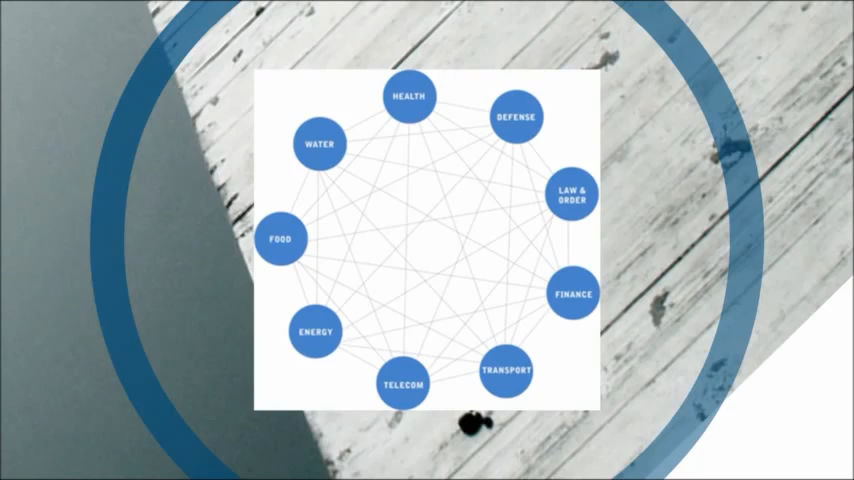 HEALTH
DEFENSE
WATER
LAW &
ORDER
FOOD
FINANCE
ENERGY
TRANSPORT
TELECOM